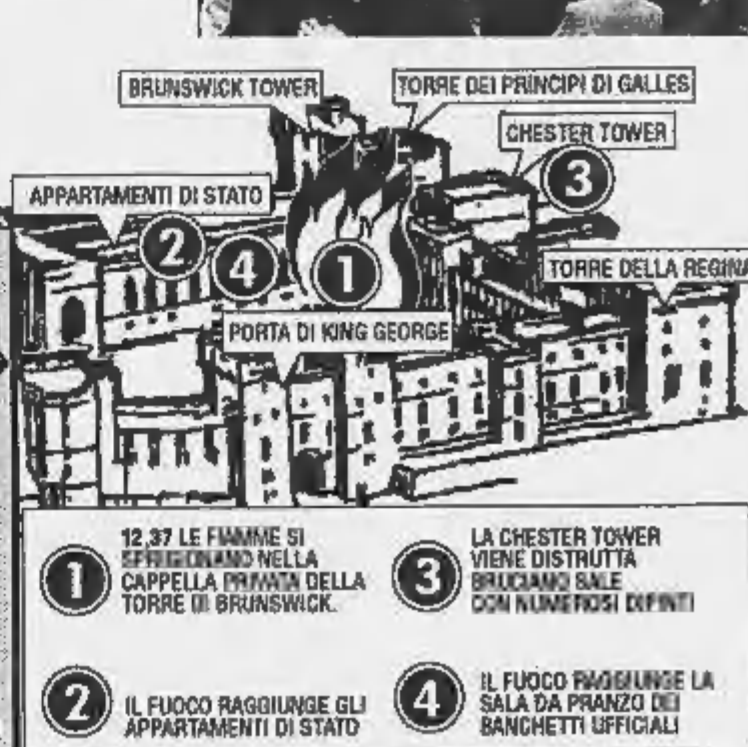 BRUNSWICK TOWER
TORRE DEI PRINCIPI DI GALLES
CHESTER TOWER
3
APPARTAMENTI DI STATO
2
4
1
TORRE DELLA REGINA
PORTA DI KING GEORGE
1
12,37 LE FIAMME SI
SPRIGIONANO NELLA
CAPPELLA PRIVATA DELLA
TORRE DI BRUNSWICK.
3
LA CHESTER TOWER
VIENE DISTRUTTA
BRUCIANO SALE
CON NUMEROSI DIPINTI
2
IL FUOCO RAGGIUNGE GLI
APPARTAMENTI DI STATO
4
IL FUOCO RAGGIUNGE LA
SALA DA PRANZO DEI
BANCHETTI UFFICIALI